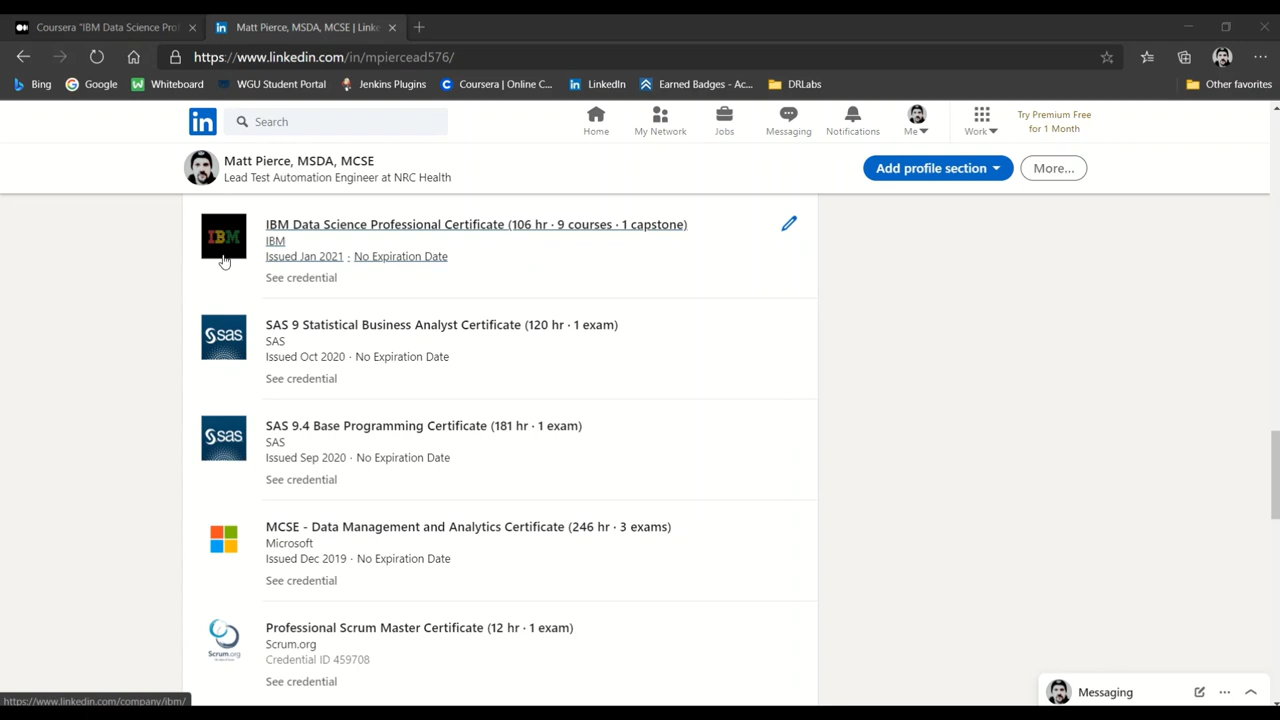 Coursera "IBM Data Science Prof
Matt Pierce, MSDA, MCSE | Linke
https://www.linkedin.com/in/mpiercead576/
Bing
Google
Whiteboard
WGU Student Portal
Jenkins Plugins
Coursera | Online C...
LinkedIn
Earned Badges - Ac...
DRLabs
Other favorites
in
Search
Home
My Network
Jobs
Messaging
Notifications
Me
Work
Try Premium Free
for 1 Month
Matt Pierce, MSDA, MCSE
Lead Test Automation Engineer at NRC Health
Add profile section
More...
IBM
IBM Data Science Professional Certificate (106 hr · 9 courses · 1 capstone)
IBM
Issued Jan 2021 · No Expiration Date
See credential
sas
SAS 9 Statistical Business Analyst Certificate (120 hr · 1 exam)
SAS
Issued Oct 2020 · No Expiration Date
See credential
sas
SAS 9.4 Base Programming Certificate (181 hr · 1 exam)
SAS
Issued Sep 2020 · No Expiration Date
See credential
MCSE - Data Management and Analytics Certificate (246 hr · 3 exams)
Microsoft
Issued Dec 2019 · No Expiration Date
See credential
Scrum.org
Professional Scrum Master Certificate (12 hr · 1 exam)
Scrum.org
Credential ID 459708
See credential
Messaging
https://www.linkedin.com/company/ibm/